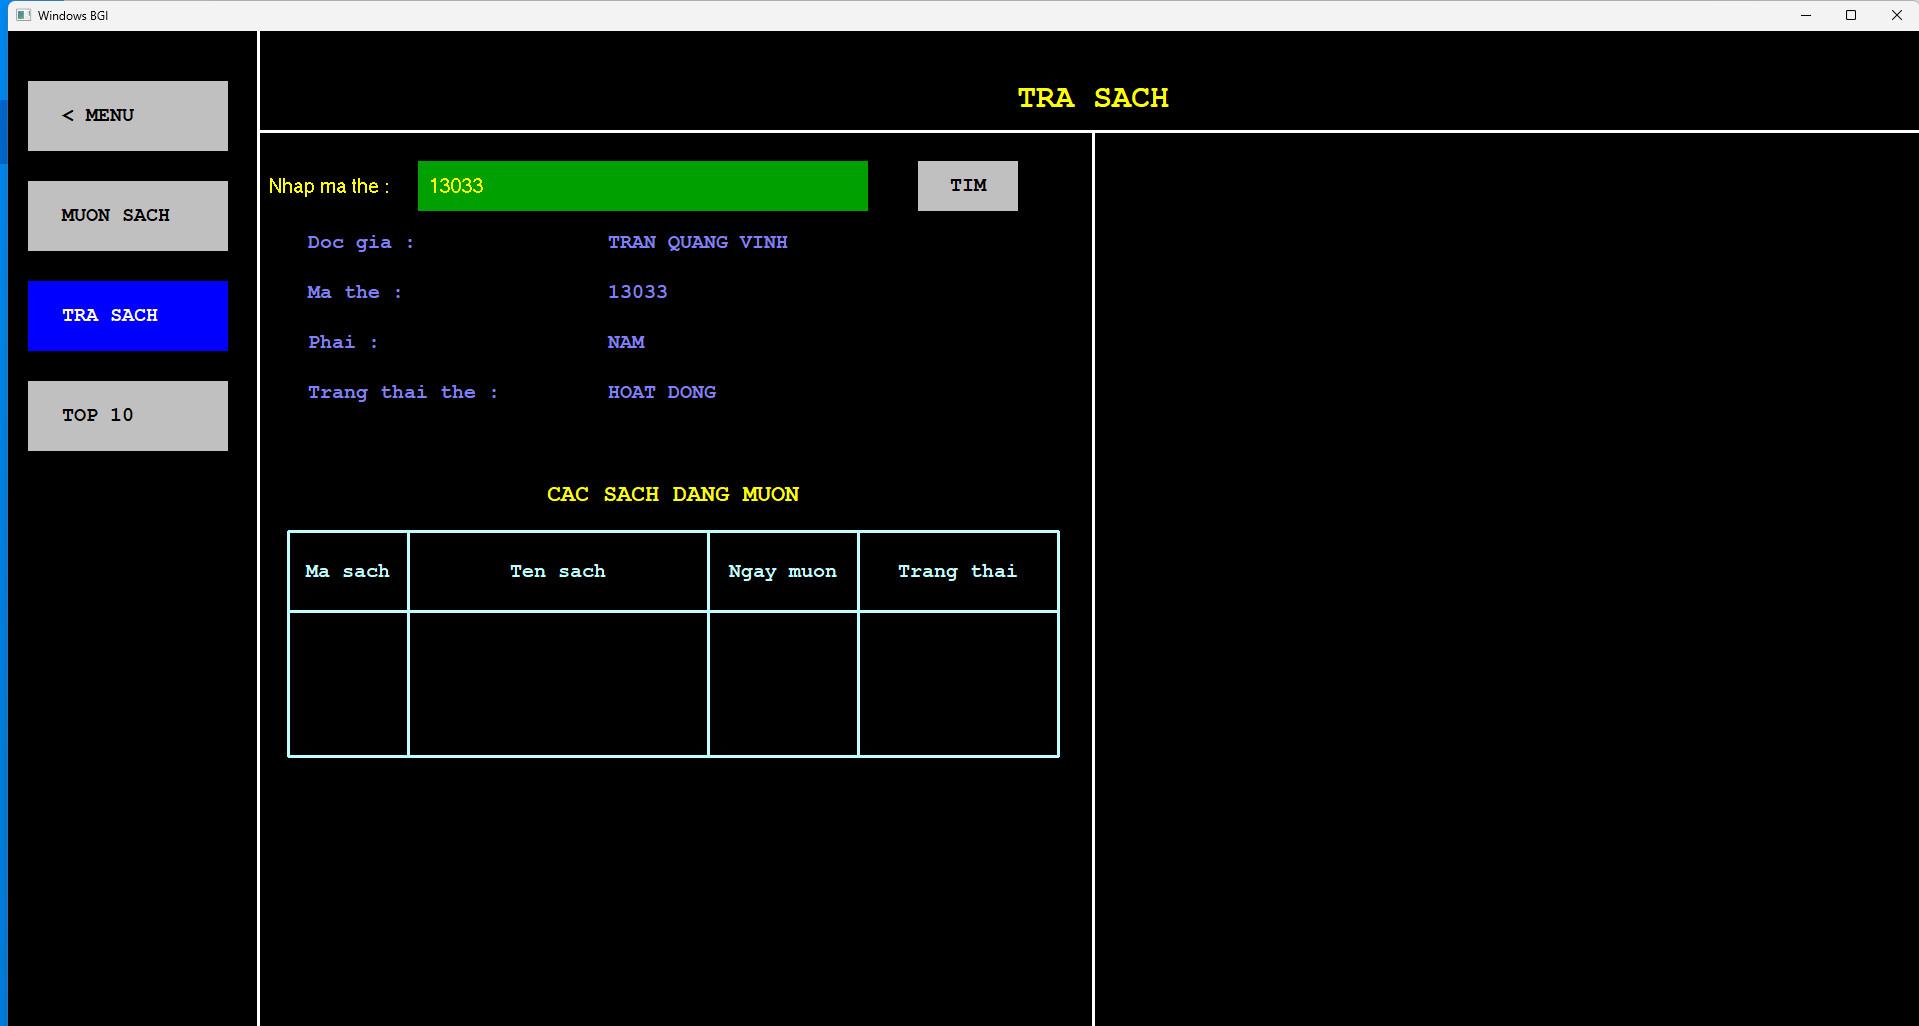 Windows BGI
< MENU
MUON SACH
TRA SACH
TOP 10
TRA SACH
Nhap ma the : 13033 TIM
Doc gia : TRAN QUANG VINH
Ma the : 13033
Phai : NAM
Trang thai the : HOAT DONG
CAC SACH DANG MUON
Ma sach Ten sach Ngay muon Trang thai